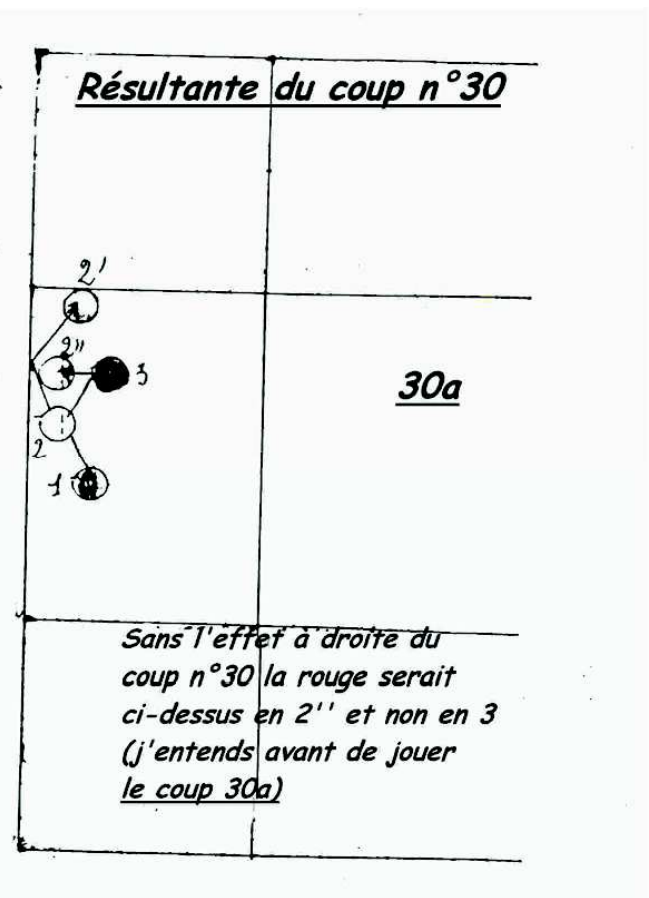 Résultante du coup n°30
2'
2"
3
30a
2
1
Sans l'effet à droite du
coup n°30 la rouge serait
ci-dessus en 2'' et non en 3
(j'entends avant de jouer
le coup 30a)